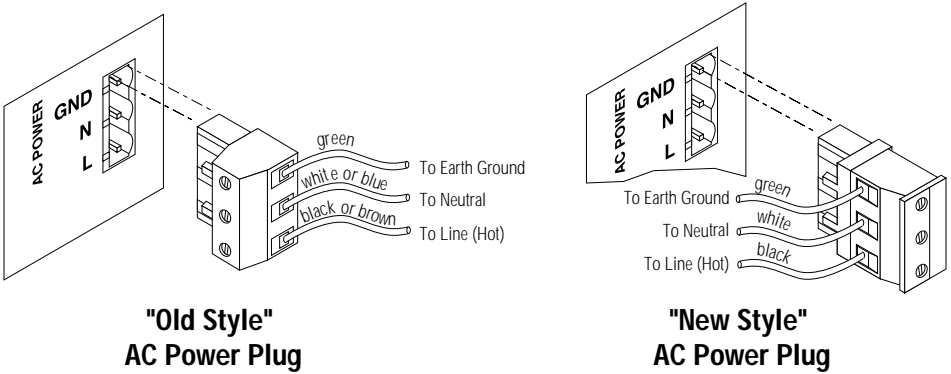 AC POWER
GND
N
L
green
To Earth Ground
white or blue
To Neutral
black or brown
To Line (Hot)
"Old Style"
AC Power Plug
AC POWER
GND
N
L
To Earth Ground
green
To Neutral
white
To Line (Hot)
black
"New Style"
AC Power Plug